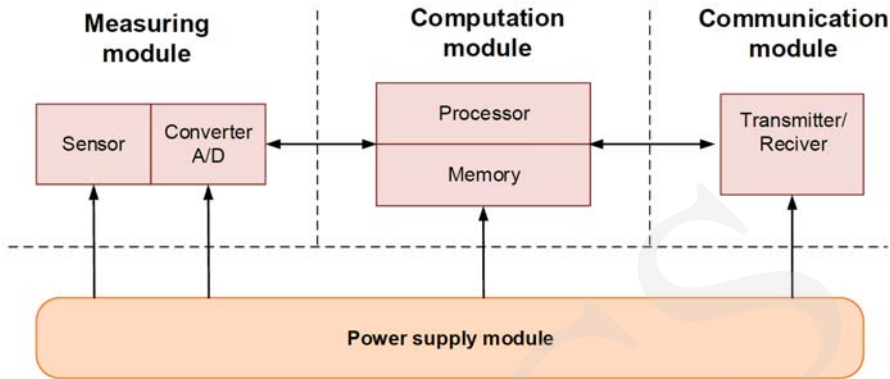 Measuring
module
Computation
module
Communication
module
Sensor
Converter
A/D
Processor
Memory
Transmitter/
Reciver
Power supply module